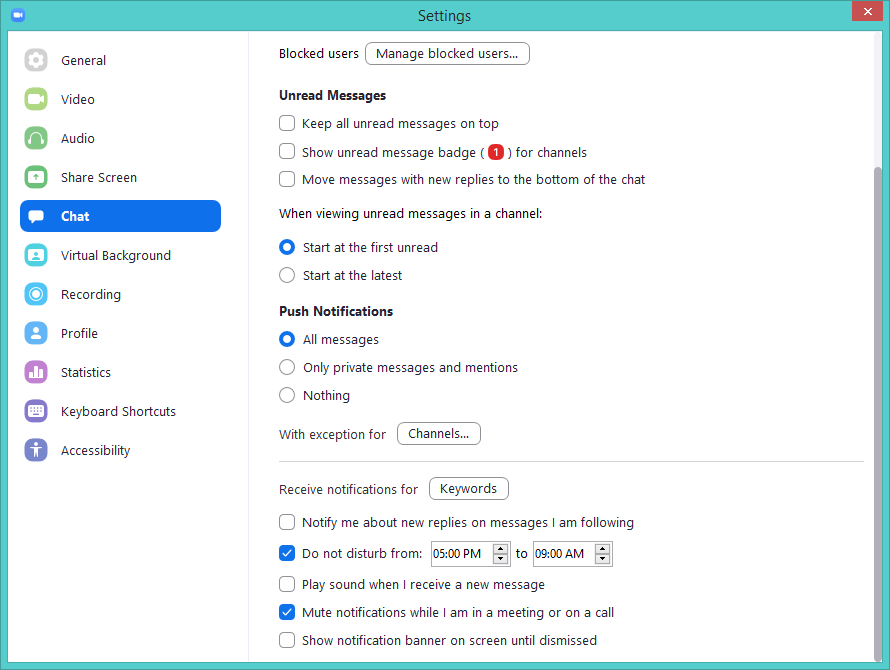 Settings
General
Video
Audio
Share Screen
Chat
Virtual Background
Recording
Profile
Statistics
Keyboard Shortcuts
Accessibility
Blocked users Manage blocked users...
Unread Messages
Keep all unread messages on top
Show unread message badge ( 1 ) for channels
Move messages with new replies to the bottom of the chat
When viewing unread messages in a channel:
Start at the first unread
Start at the latest
Push Notifications
All messages
Only private messages and mentions
Nothing
With exception for Channels...
Receive notifications for Keywords
Notify me about new replies on messages I am following
Do not disturb from: 05:00 PM to 09:00 AM
Play sound when I receive a new message
Mute notifications while I am in a meeting or on a call
Show notification banner on screen until dismissed